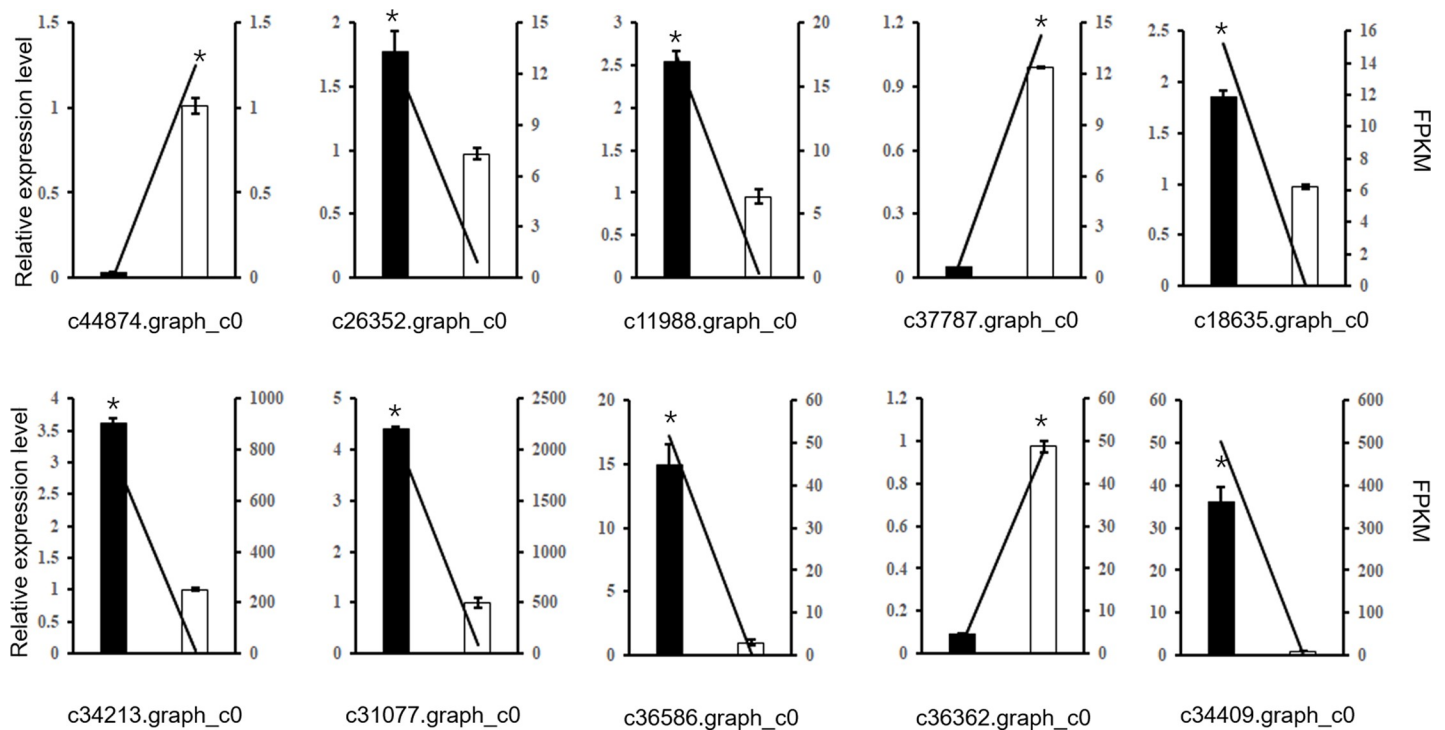 Relative expression level
1.5 1 0.5 0
*
1.5 1 0.5 0
2 1.5 1 0.5 0
*
15 12 9 6 3 0
3 2.5 2 1.5 1 0.5 0
*
20 15 10 5 0
1.2 0.9 0.6 0.3 0
*
15 12 9 6 3 0
2.5 2 1.5 1 0.5 0
*
16 14 12 10 8 6 4 2 0
FPKM
c44874.graph_c0 c26352.graph_c0 c11988.graph_c0 c37787.graph_c0 c18635.graph_c0
Relative expression level
4 3.5 3 2.5 2 1.5 1 0.5 0
*
1000 800 600 400 200 0
5 4 3 2 1 0
*
2500 2000 1500 1000 500 0
20 15 10 5 0
*
60 50 40 30 20 10 0
1.2 1 0.8 0.6 0.4 0.2 0
*
60 50 40 30 20 10 0
60 50 40 30 20 10 0
*
600 500 400 300 200 100 0
FPKM
c34213.graph_c0 c31077.graph_c0 c36586.graph_c0 c36362.graph_c0 c34409.graph_c0